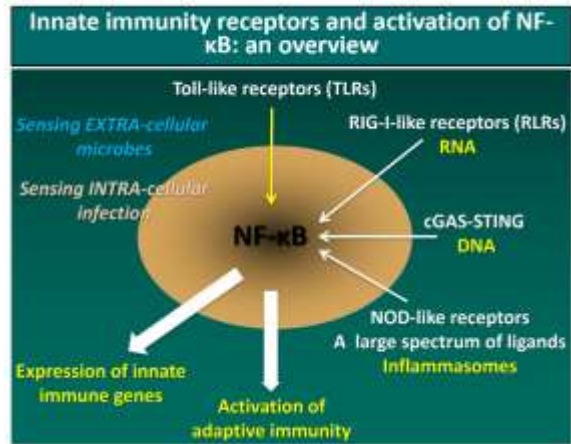 Innate immunity receptors and activation of NF-
κB: an overview
Toll-like receptors (TLRs)
Sensing EXTRA-cellular
microbes
RIG-I-like receptors (RLRs)
RNA
Sensing INTRA-cellular
infection
NF-κB
cGAS-STING
DNA
NOD-like receptors
A large spectrum of ligands
Inflammasomes
Expression of innate
immune genes
Activation of
adaptive immunity